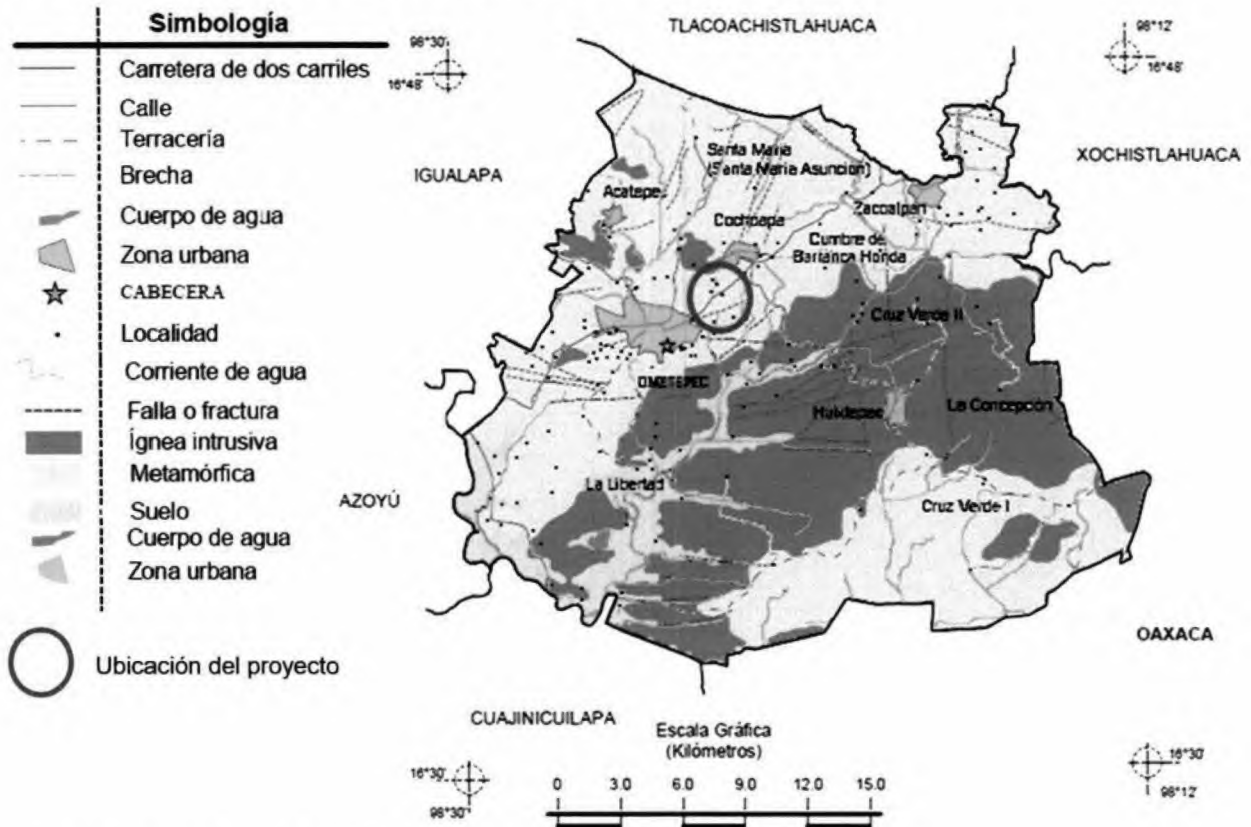 Simbología
Carretera de dos carriles
Calle
Terracería
Brecha
Cuerpo de agua
Zona urbana
CABECERA
Localidad
Corriente de agua
Falla o fractura
Ígnea intrusiva
Metamórfica
Suelo
Cuerpo de agua
Zona urbana
Ubicación del proyecto
TLACOACHISTLAHUACA
98°30'
16°48'
98°12'
16°48'
IGUALAPA
XOCHISTLAHUACA
Santa Maria
(Santa Maria Asunción)
Acatepec
Zacoalpan
Cochoapa
Cumbre de
Barranca Honda
Cruz Verde II
OMETEPEC
Huixtepec
La Concepción
La Libertad
AZOYÚ
Cruz Verde I
OAXACA
CUAJINICUILAPA
Escala Gráfica
(Kilómetros)
0 3.0 6.0 9.0 12.0 15.0
16°30'
98°30'
16°30'
98°12'